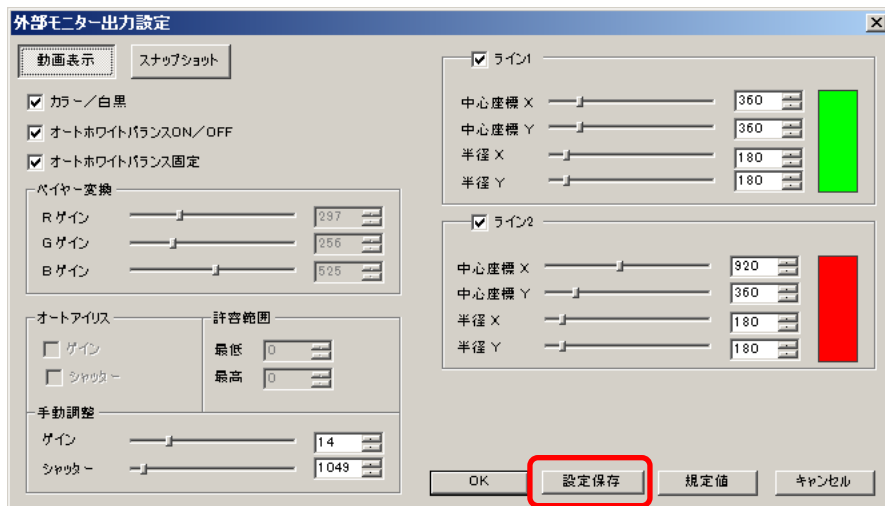 外部モニター出力設定
動画表示 スナップショット
カラー／白黒
オートホワイトバランスON／OFF
オートホワイトバランス固定
ベイヤー変換
Rゲイン 297
Gゲイン 256
Bゲイン 525
オートアイリス
ゲイン
シャッター
許容範囲
最低 0
最高 0
手動調整
ゲイン 14
シャッター 1049
ライン1
中心座標 X 360
中心座標 Y 360
半径 X 180
半径 Y 180
ライン2
中心座標 X 920
中心座標 Y 360
半径 X 180
半径 Y 180
OK 設定保存 規定値 キャンセル